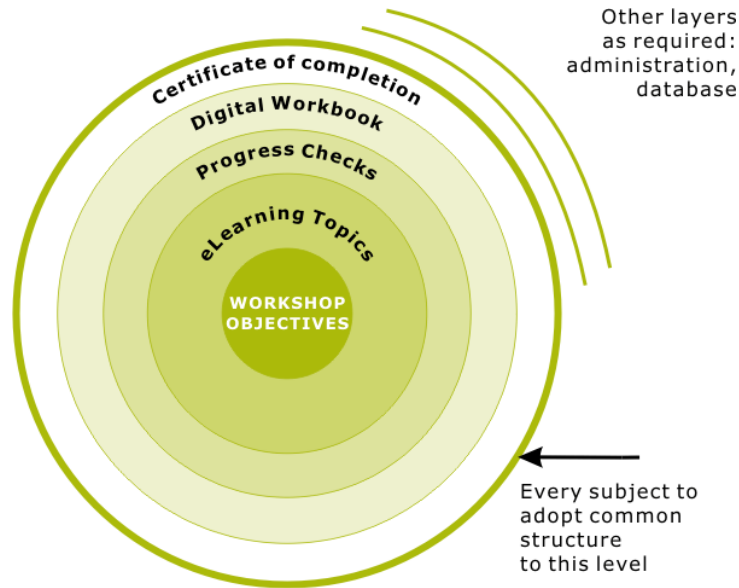 Other layers
as required:
administration,
database
Certificate of completion
Digital Workbook
Progress Checks
eLearning Topics
WORKSHOP
OBJECTIVES
Every subject to
adopt common
structure
to this level